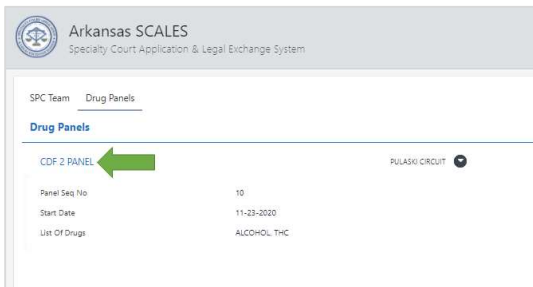 Arkansas SCALES
Specialty Court Application & Legal Exchange System
SPC Team Drug Panels
Drug Panels
CDF 2 PANEL PULASKI CIRCUIT
Panel Seq No 10
Start Date 11-23-2020
List Of Drugs ALCOHOL, THC